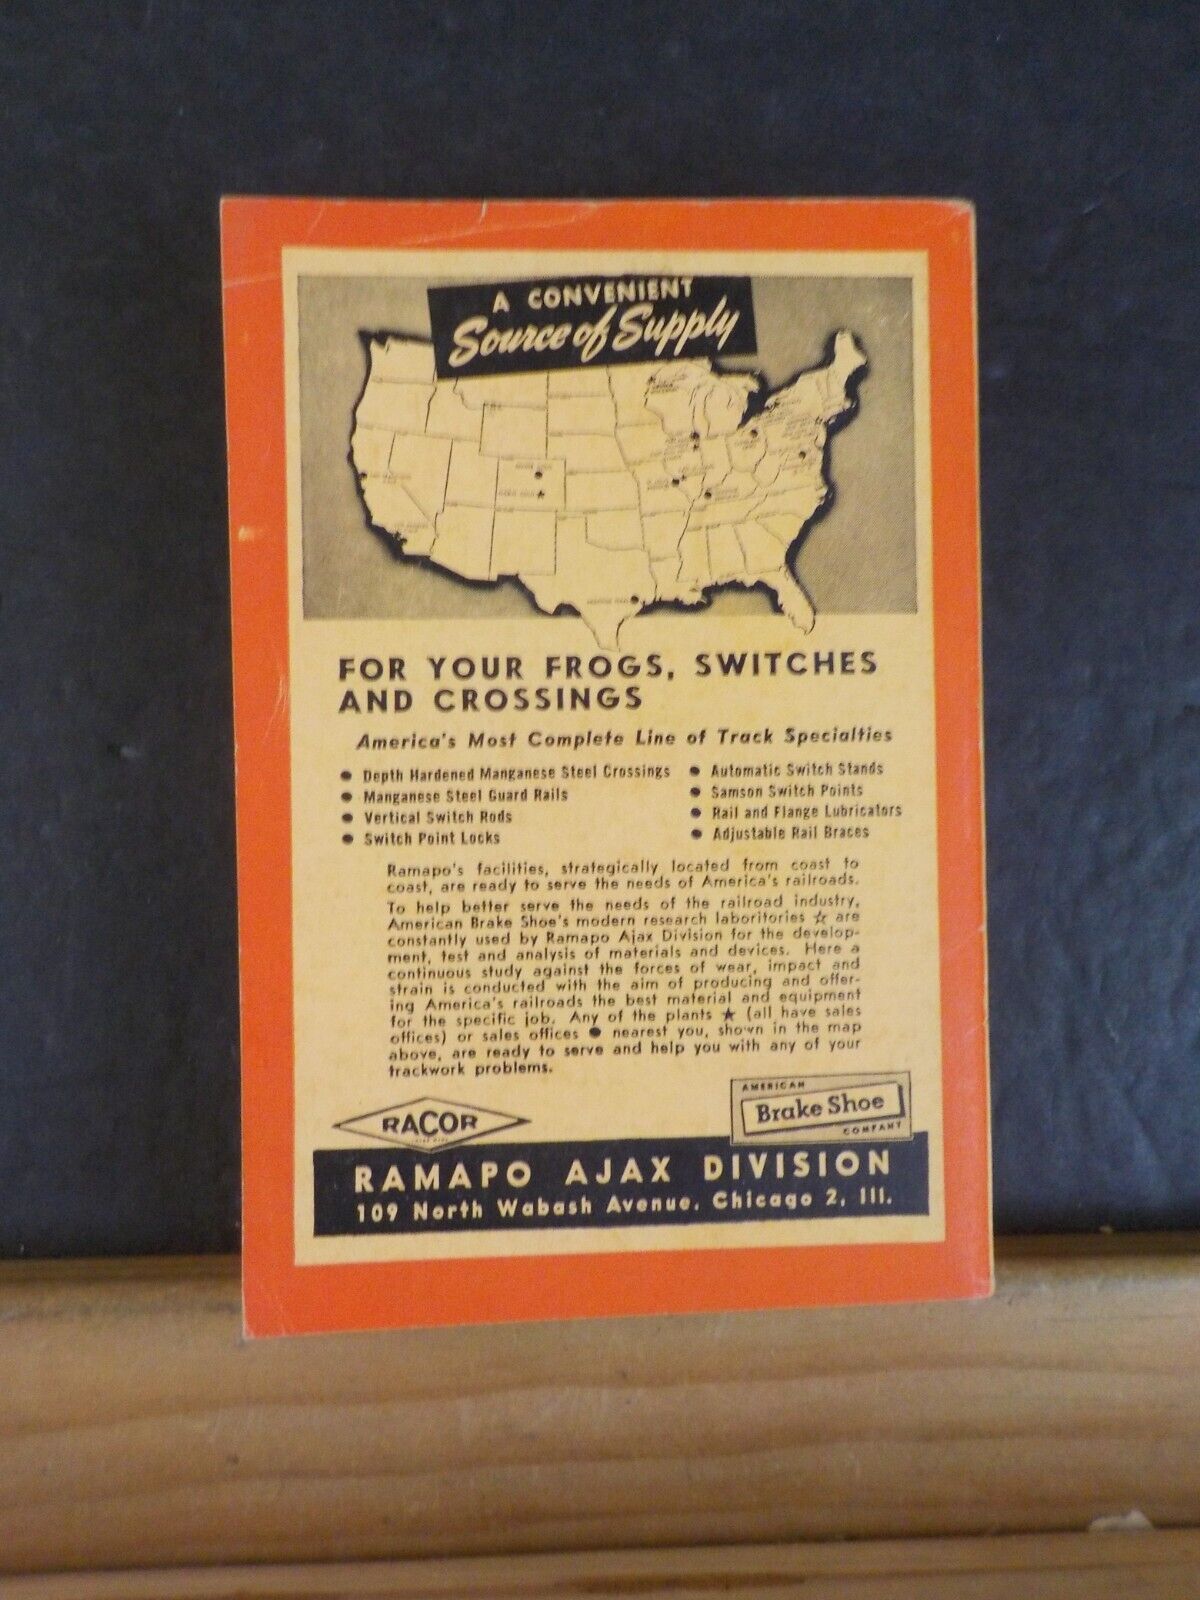 A CONVENIENT
Source of Supply
FOR YOUR FROGS, SWITCHES
AND CROSSINGS
America's Most Complete Line of Track Specialties
● Depth Hardened Manganese Steel Crossings
● Manganese Steel Guard Rails
● Vertical Switch Rods
● Switch Point Locks
● Automatic Switch Stands
● Samson Switch Points
● Rail and Flange Lubricators
● Adjustable Rail Braces
Ramapo's facilities, strategically located from coast to
coast, are ready to serve the needs of America's railroads.
To help better serve the needs of the railroad industry,
American Brake Shoe's modern research laboritories ☆ are
constantly used by Ramapo Ajax Division for the develop-
ment, test and analysis of materials and devices. Here a
continuous study against the forces of wear, impact and
strain is conducted with the aim of producing and offer-
ing America's railroads the best material and equipment
for the specific job. Any of the plants ★ (all have sales
offices) or sales offices ● nearest you, shown in the map
above, are ready to serve and help you with any of your
trackwork problems.
RACOR
AMERICAN
Brake Shoe
COMPANY
RAMAPO AJAX DIVISION
109 North Wabash Avenue, Chicago 2, Ill.